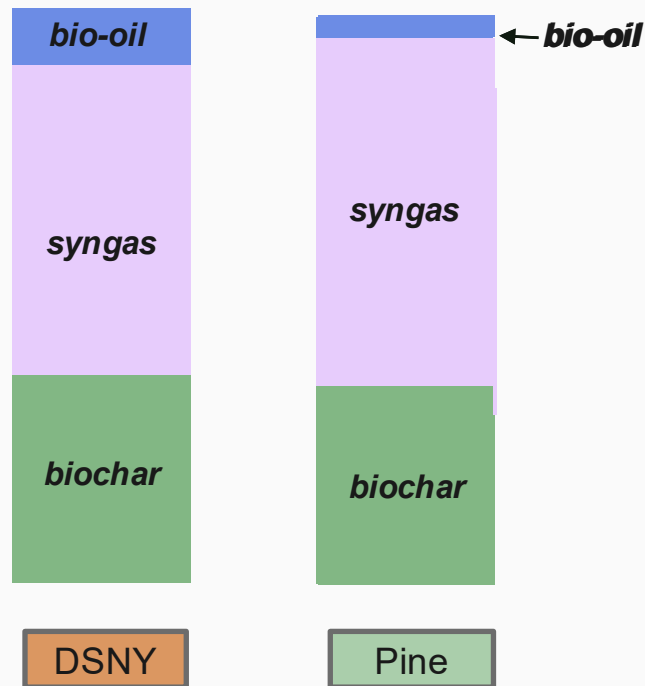 bio-oil
bio-oil
syngas
syngas
biochar
biochar
DSNY
Pine